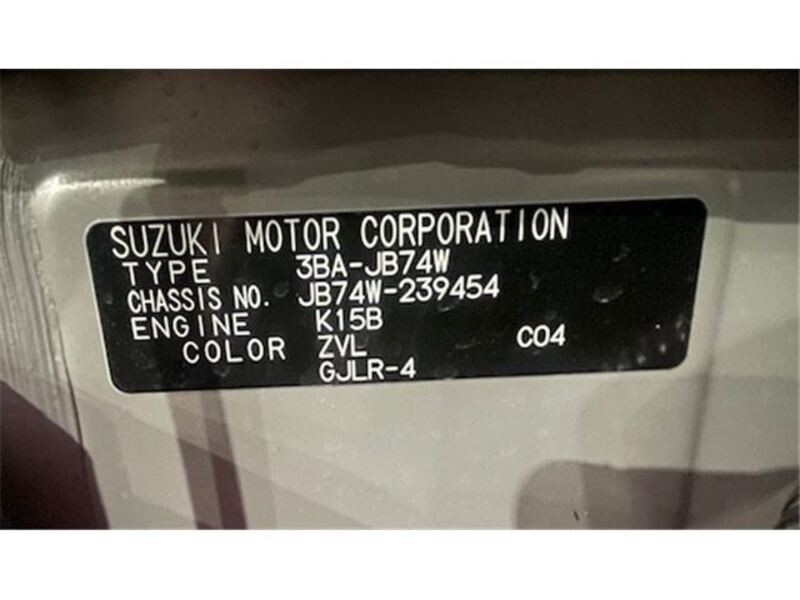 SUZUKI MOTOR CORPORATION
TYPE 3BA-JB74W
CHASSIS NO. JB74W-239454
ENGINE K15B
COLOR ZVL C04
GJLR-4